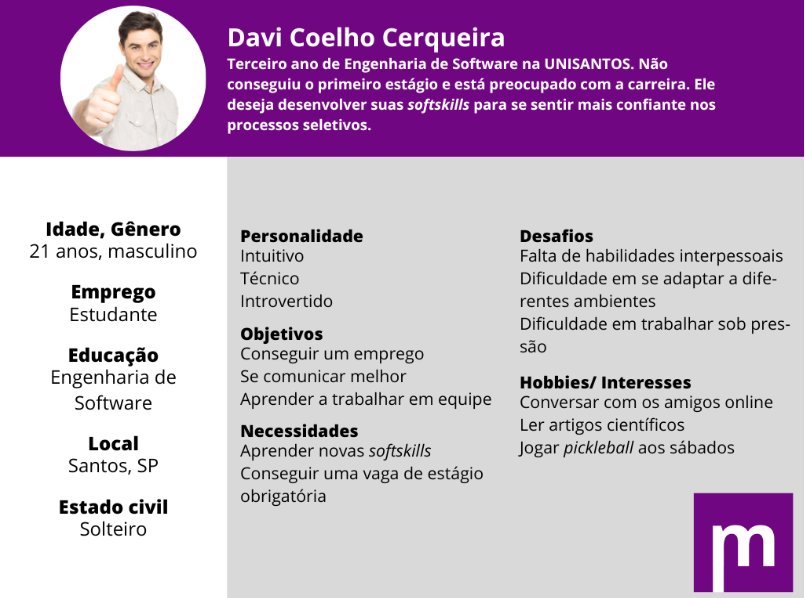 Davi Coelho Cerqueira
Terceiro ano de Engenharia de Software na UNISANTOS. Não
conseguiu o primeiro estágio e está preocupado com a carreira. Ele
deseja desenvolver suas softskills para se sentir mais confiante nos
processos seletivos.
Idade, Gênero
21 anos, masculino
Emprego
Estudante
Educação
Engenharia de
Software
Local
Santos, SP
Estado civil
Solteiro
Personalidade
Intuitivo
Técnico
Introvertido
Objetivos
Conseguir um emprego
Se comunicar melhor
Aprender a trabalhar em equipe
Necessidades
Aprender novas softskills
Conseguir uma vaga de estágio
obrigatória
Desafios
Falta de habilidades interpessoais
Dificuldade em se adaptar a dife-
rentes ambientes
Dificuldade em trabalhar sob pres-
são
Hobbies/ Interesses
Conversar com os amigos online
Ler artigos científicos
Jogar pickleball aos sábados
m